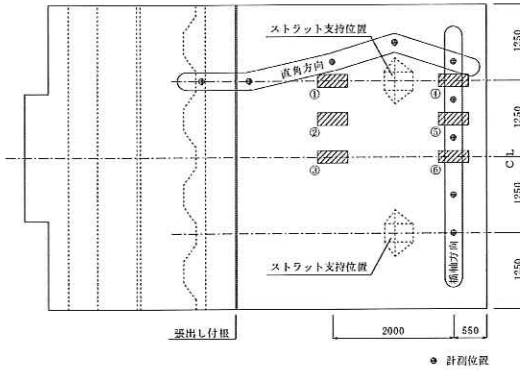 ストラット支持位置
直角方向
①
④
②
⑤
③
⑥
ストラット支持位置
橋軸方向
張出し付根
2000
550
1250
1250
CL
1250
1250
計測位置